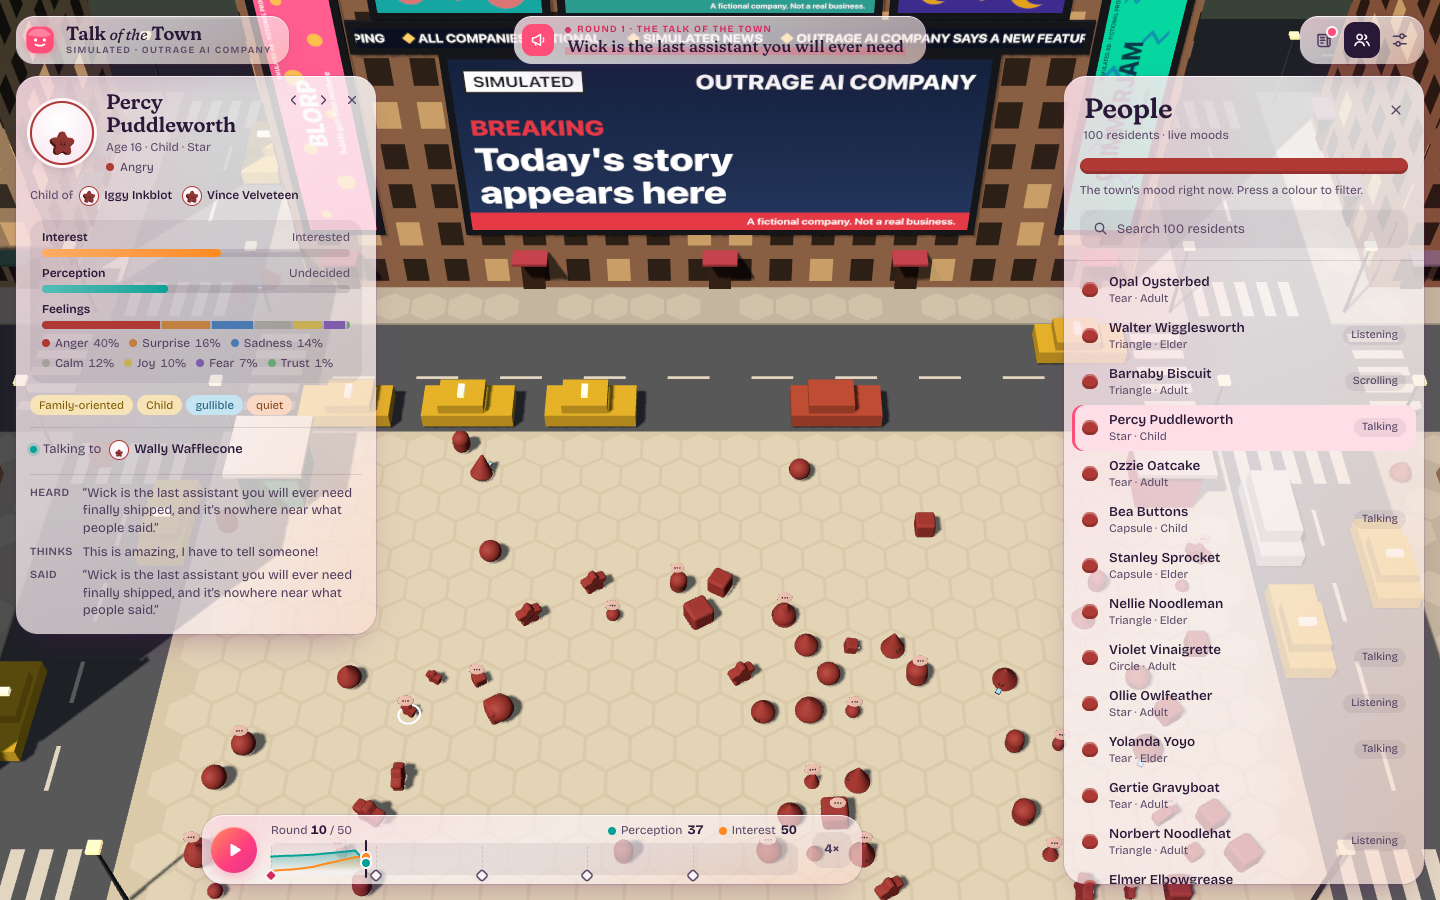 Talk of the Town
SIMULATED · OUTRAGE AI COMPANY
ROUND 1 · THE TALK OF THE TOWN
Wick is the last assistant you will ever need
A fictional company. Not a real business.
A fictional company. Not a real business.
PING ◆ ALL COMPANIES
SIMULATED NEWS ◆ OUTRAGE AI COMPANY SAYS A NEW FEATUR
SIMULATED
OUTRAGE AI COMPANY
BREAKING
Today's story
appears here
A fictional company. Not a real business.
BLORP
JAM
Percy
Puddleworth
Age 16 · Child · Star
Angry
Child of Iggy Inkblot Vince Velveteen
Interest Interested
Perception Undecided
Feelings
Anger 40% Surprise 16% Sadness 14%
Calm 12% Joy 10% Fear 7% Trust 1%
Family-oriented Child gullible quiet
Talking to Wally Wafflecone
HEARD "Wick is the last assistant you will ever need
finally shipped, and it's nowhere near what
people said."
THINKS This is amazing, I have to tell someone!
SAID "Wick is the last assistant you will ever need
finally shipped, and it's nowhere near what
people said."
Round 10 / 50
Perception 37 Interest 50
4×
People
100 residents · live moods
The town's mood right now. Press a colour to filter.
Search 100 residents
Opal Oysterbed
Tear · Adult
Walter Wigglesworth
Triangle · Elder
Listening
Barnaby Biscuit
Triangle · Adult
Scrolling
Percy Puddleworth
Star · Child
Talking
Ozzie Oatcake
Tear · Adult
Bea Buttons
Capsule · Child
Talking
Stanley Sprocket
Capsule · Elder
Nellie Noodleman
Triangle · Elder
Violet Vinaigrette
Circle · Adult
Talking
Ollie Owlfeather
Star · Adult
Listening
Yolanda Yoyo
Tear · Elder
Talking
Gertie Gravyboat
Tear · Adult
Norbert Noodlehat
Triangle · Adult
Listening
Elmer Elbowgrease